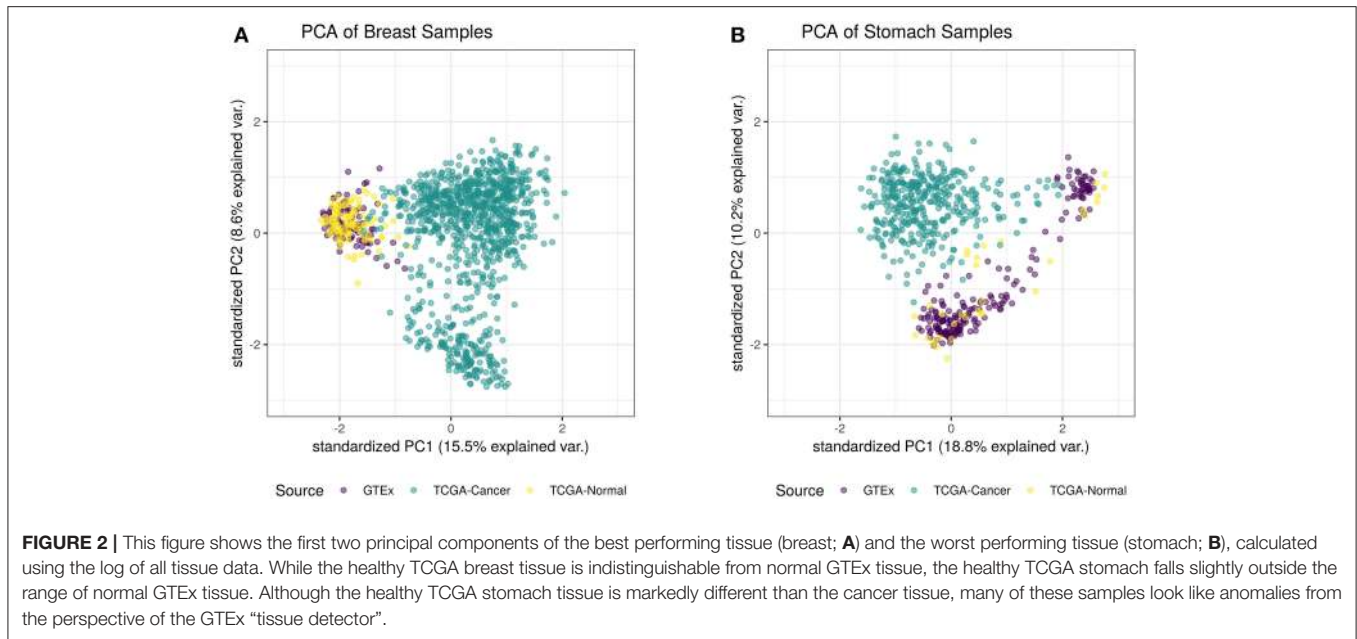 A PCA of Breast Samples
standardized PC2 (8.6% explained var.)
2
0
-2
-2 0 2
standardized PC1 (15.5% explained var.)
Source GTEx TCGA-Cancer TCGA-Normal
B PCA of Stomach Samples
standardized PC2 (10.2% explained var.)
2
0
-2
-2 0 2
standardized PC1 (18.8% explained var.)
Source GTEx TCGA-Cancer TCGA-Normal
FIGURE 2 | This figure shows the first two principal components of the best performing tissue (breast; A) and the worst performing tissue (stomach; B), calculated
using the log of all tissue data. While the healthy TCGA breast tissue is indistinguishable from normal GTEx tissue, the healthy TCGA stomach falls slightly outside the
range of normal GTEx tissue. Although the healthy TCGA stomach tissue is markedly different than the cancer tissue, many of these samples look like anomalies from
the perspective of the GTEx “tissue detector”.